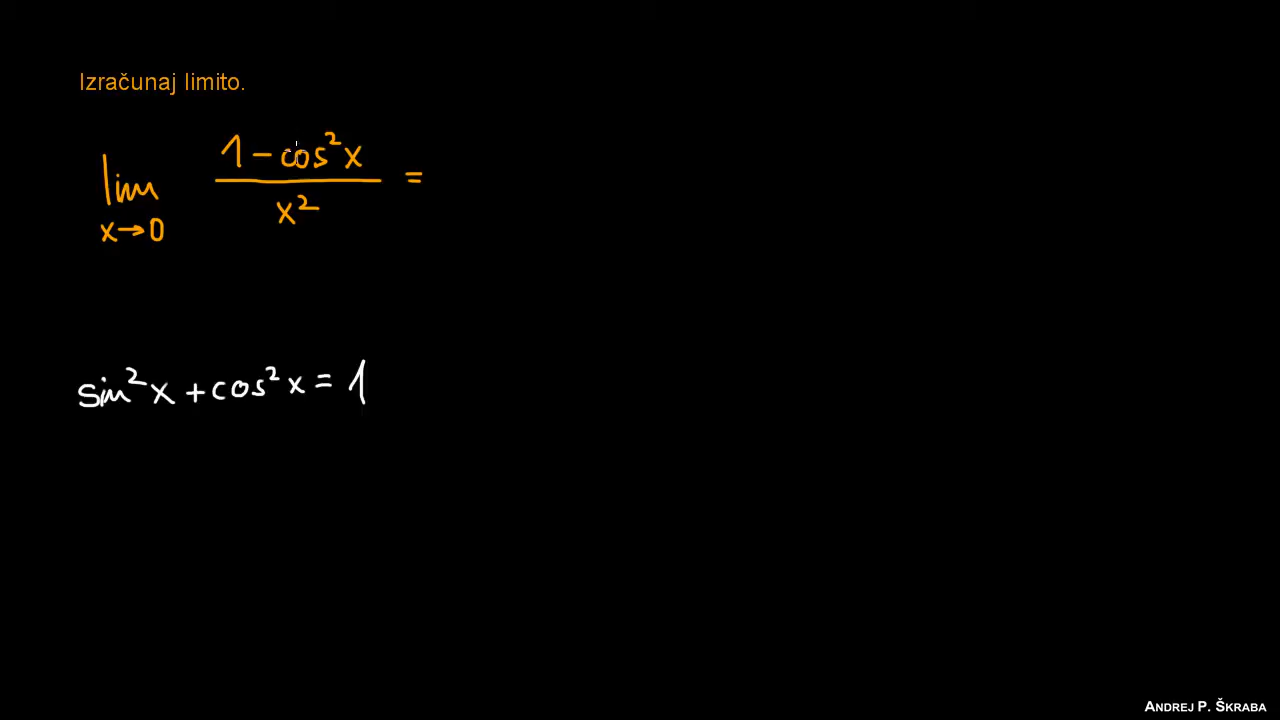 Izračunaj limito.
lim x→0 (1 - cos²x) / x² =
sin²x + cos²x = 1
ANDREJ P. ŠKRABA